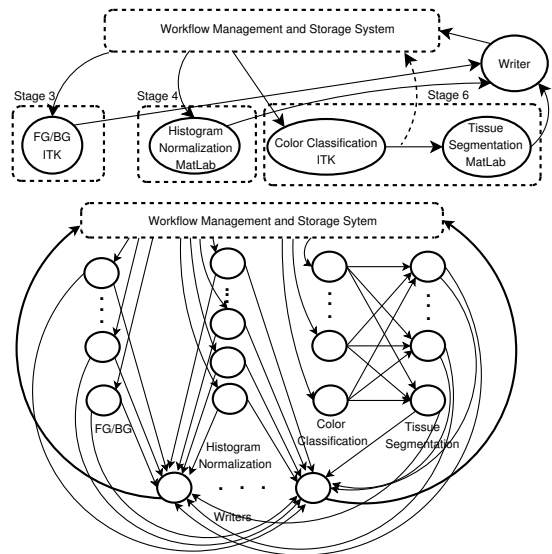 Workflow Management and Storage System
Writer
Stage 3
Stage 4
Stage 6
FG/BG
ITK
Histogram
Normalization
MatLab
Color Classification
ITK
Tissue
Segmentation
MatLab
Workflow Management and Storage Sytem
FG/BG
Histogram
Normalization
Color
Classification
Tissue
Segmentation
Writers